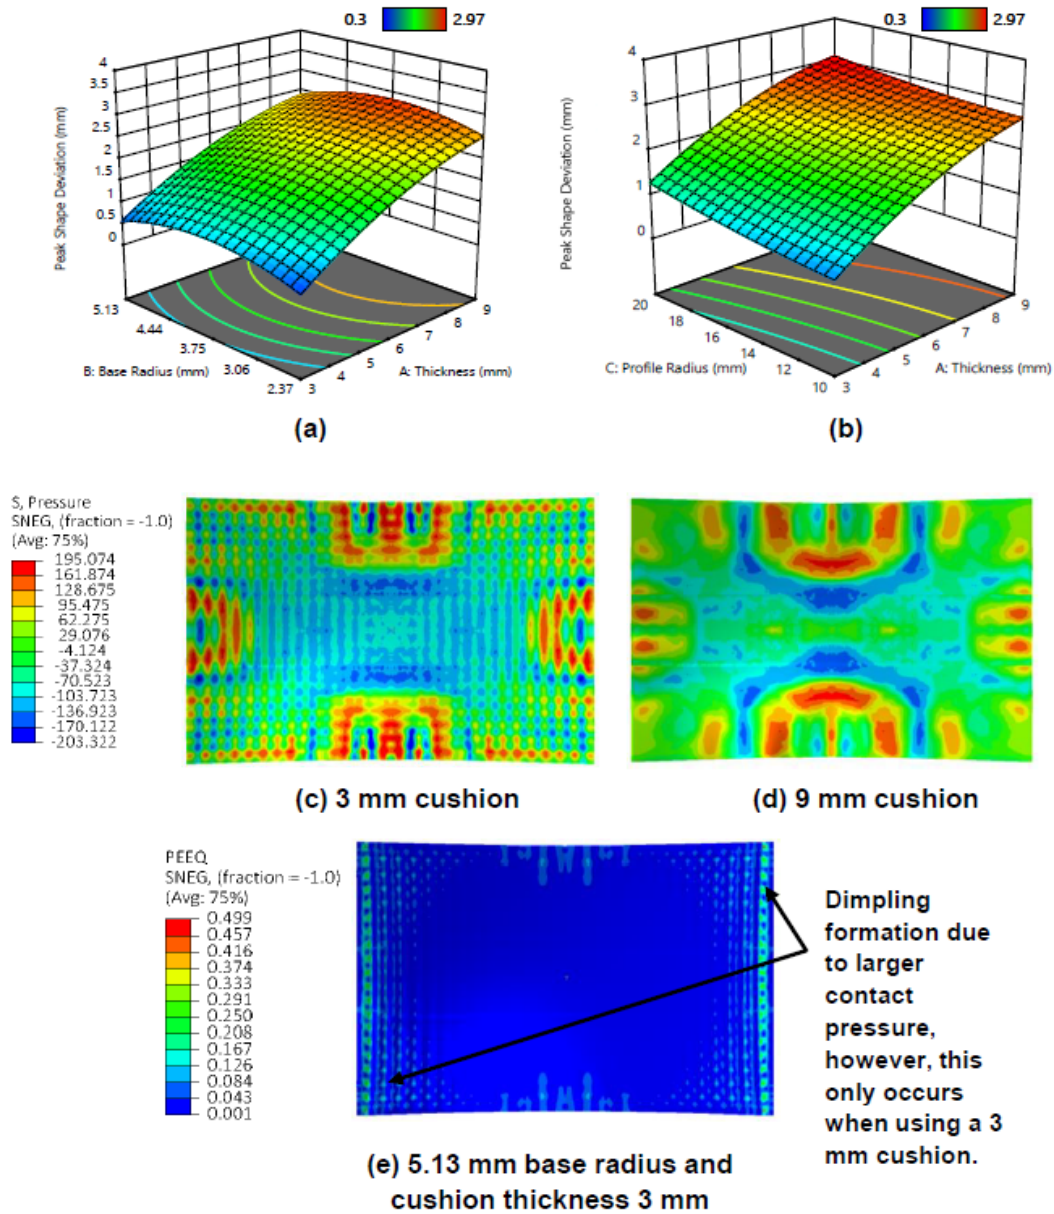 0.3 2.97
4
3.5
3
2.5
2
1.5
1
0.5
0
Peak Shape Deviation (mm)
5.13
4.44
3.75
3.06
2.37
B: Base Radius (mm)
3
4
5
6
7
8
9
A: Thickness (mm)
(a)
0.3 2.97
4
3
2
1
0
Peak Shape Deviation (mm)
20
18
16
14
12
10
C: Profile Radius (mm)
3
4
5
6
7
8
9
A: Thickness (mm)
(b)
S, Pressure
SNEG, (fraction = -1.0)
(Avg: 75%)
195.074
161.874
128.675
95.475
62.275
29.076
-4.124
-37.324
-70.523
-103.723
-136.923
-170.122
-203.322
(c) 3 mm cushion
(d) 9 mm cushion
PEEQ
SNEG, (fraction = -1.0)
(Avg: 75%)
0.499
0.457
0.416
0.374
0.333
0.291
0.250
0.208
0.167
0.126
0.084
0.043
0.001
Dimpling
formation due
to larger
contact
pressure,
however, this
only occurs
when using a 3
mm cushion.
(e) 5.13 mm base radius and
cushion thickness 3 mm